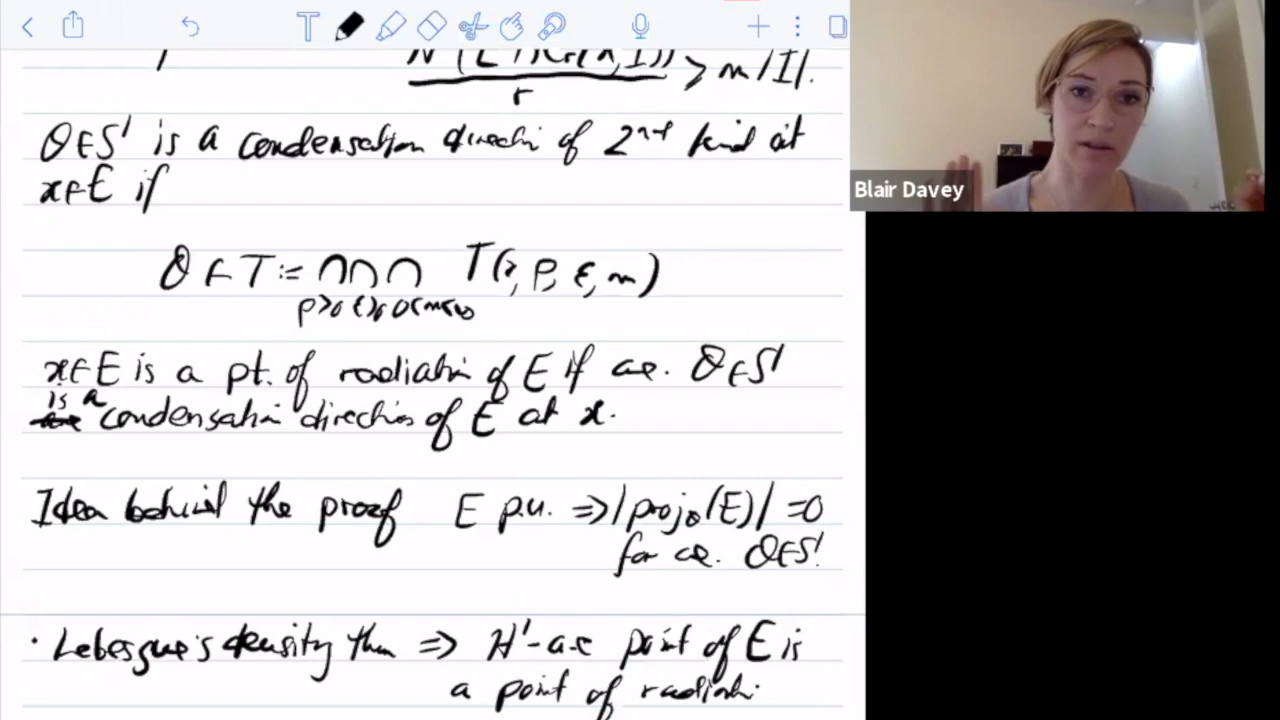 r
> m|I|.
θ∈S¹ is a condensation direction of 2nd kind at
x∈E if
θ ∈ T := ∩∩∩ T(x, ρ, ε, m)
ρ>0 ε>0 0<m<∞
x∈E is a pt. of radiation of E if a.e. θ∈S¹
is a condensation direction of E at x.
Idea behind the proof E p.u. ⇒ |proj_θ(E)| = 0
for a.e. θ∈S¹.
· Lebesgue's density thm ⇒ H¹-a.e point of E is
a point of radiation.
Blair Davey